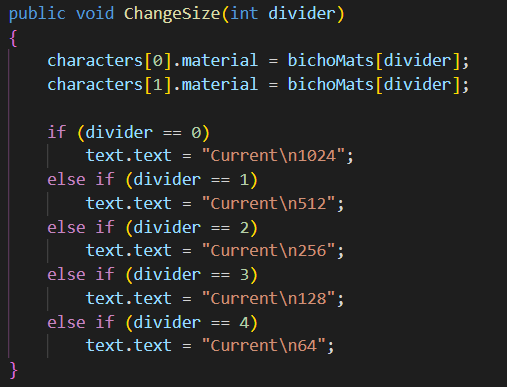 public void ChangeSize(int divider)
{
    characters[0].material = bichoMats[divider];
    characters[1].material = bichoMats[divider];

    if (divider == 0)
        text.text = "Current\n1024";
    else if (divider == 1)
        text.text = "Current\n512";
    else if (divider == 2)
        text.text = "Current\n256";
    else if (divider == 3)
        text.text = "Current\n128";
    else if (divider == 4)
        text.text = "Current\n64";
}